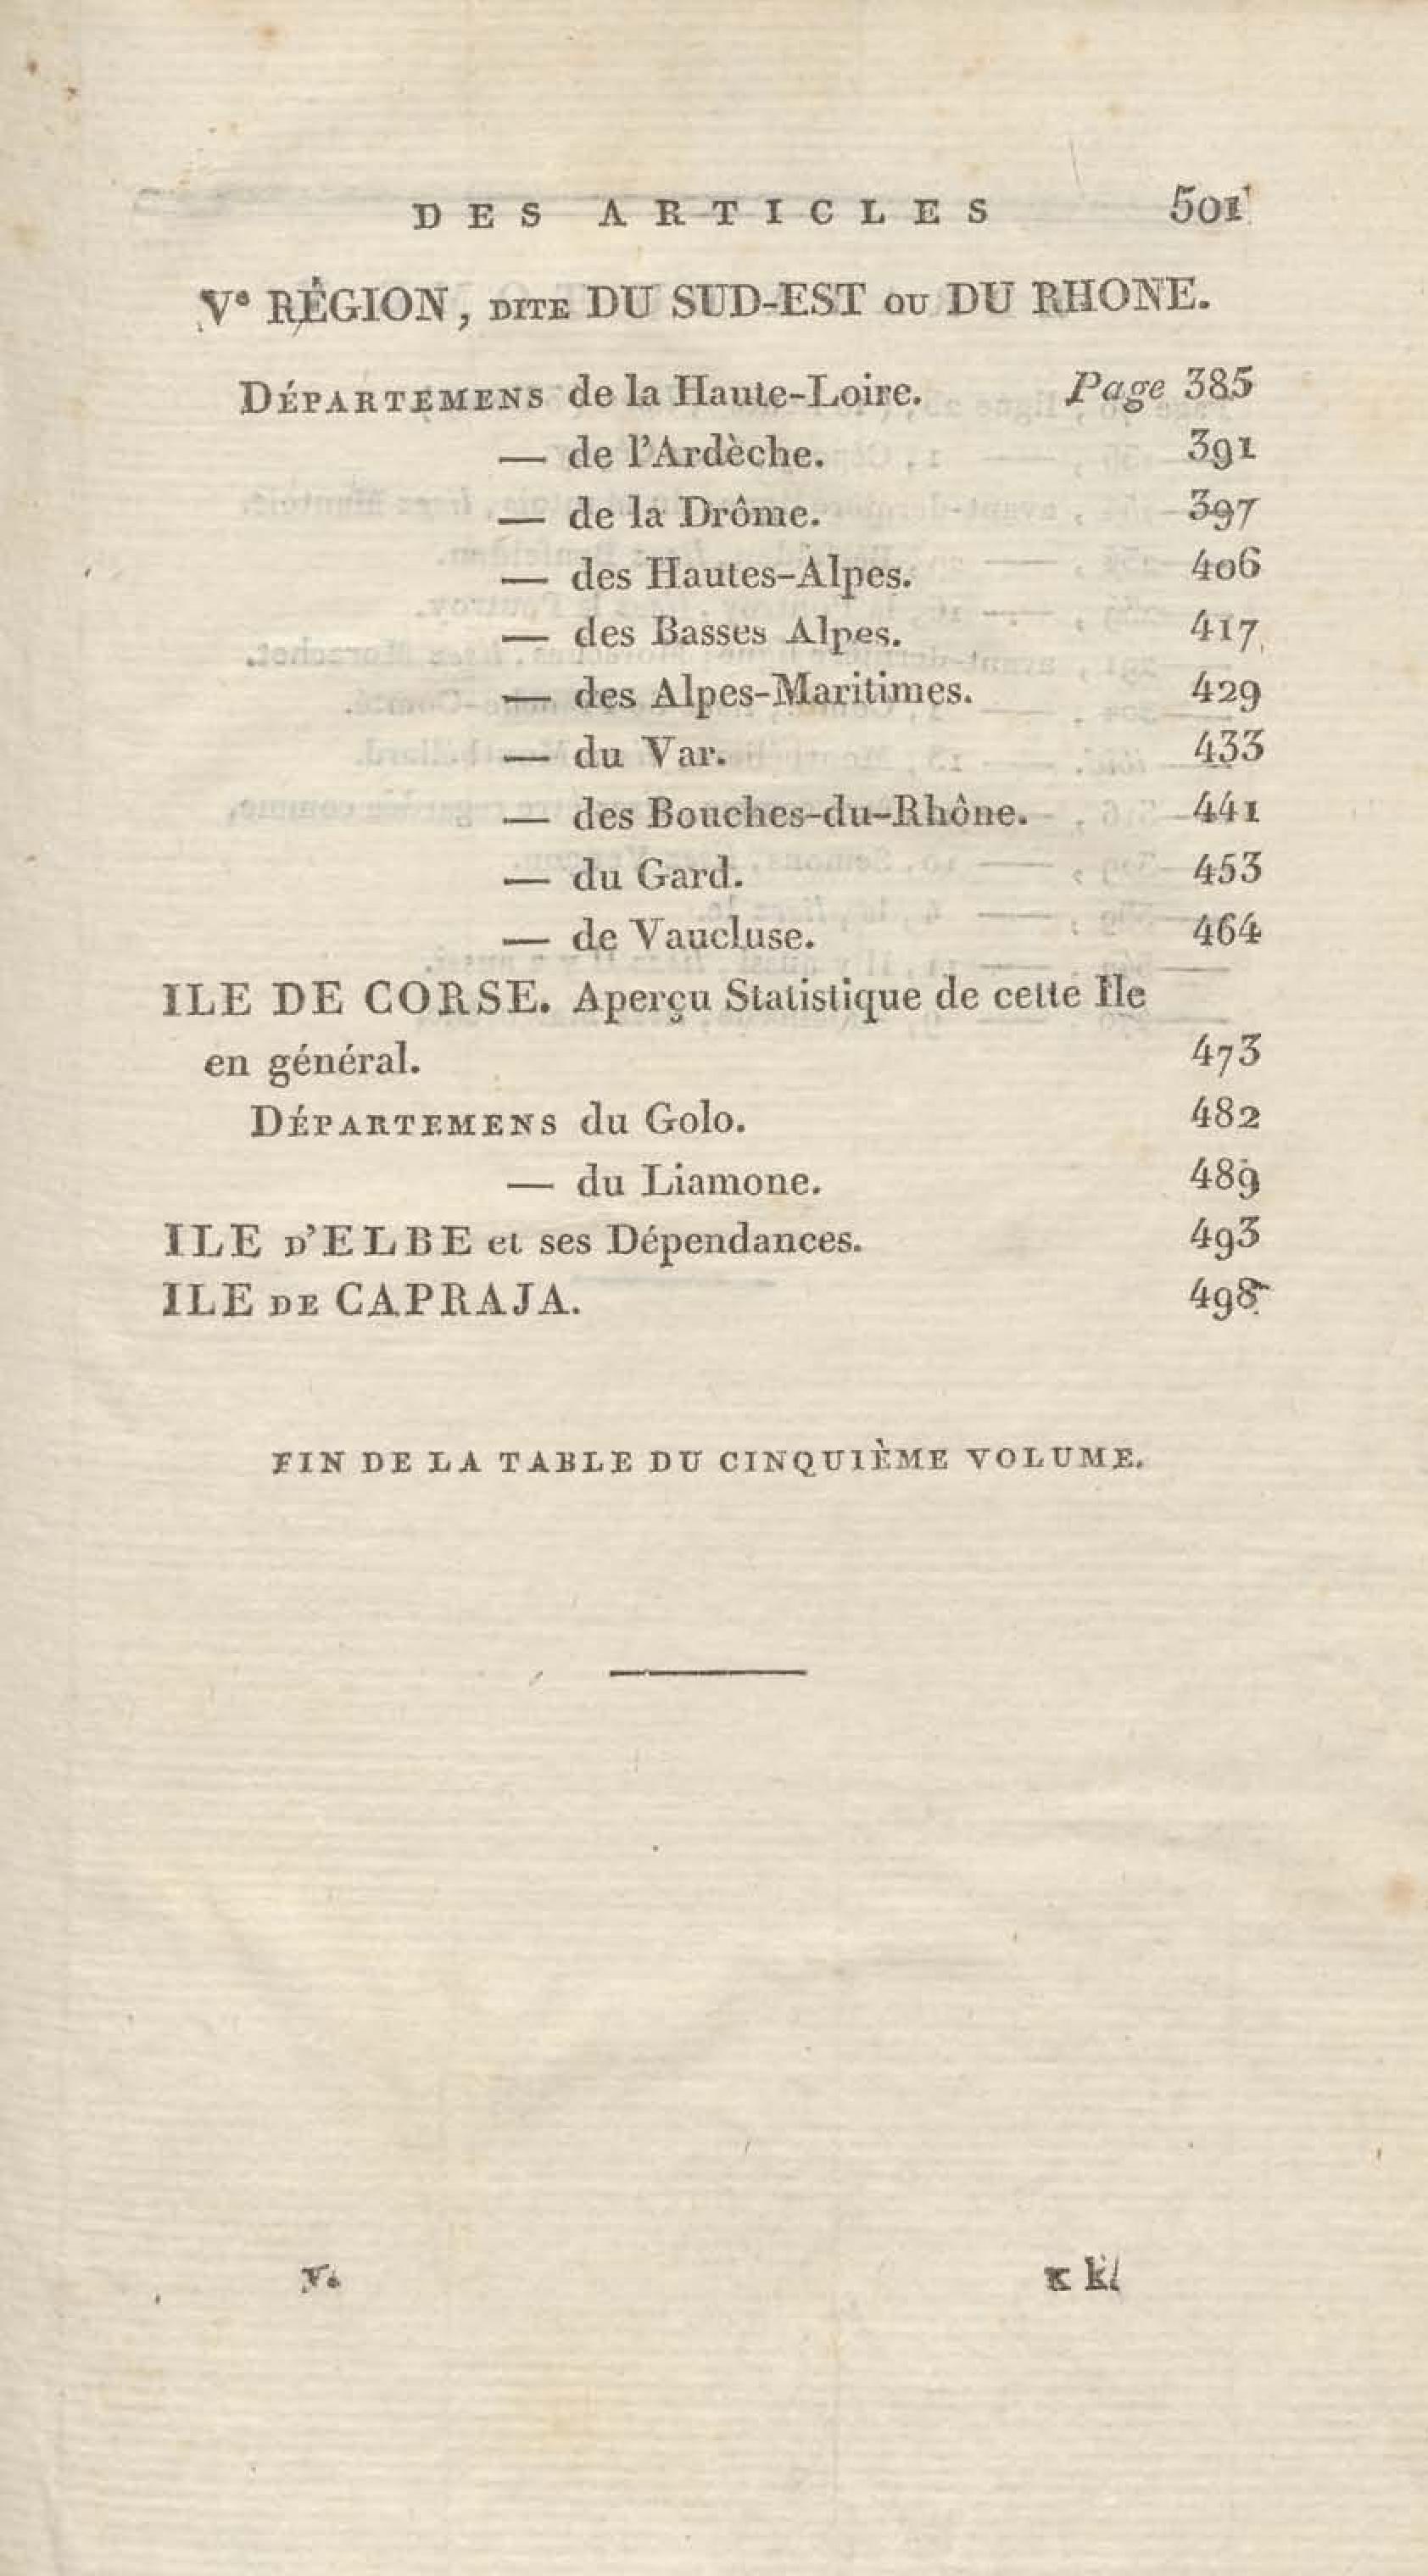 DES ARTICLES 501
Vᵉ RÉGION, DITE DU SUD-EST OU DU RHONE.
DÉPARTEMENS de la Haute-Loire. Page 385
— de l'Ardèche. 391
— de la Drôme. 397
— des Hautes-Alpes. 406
— des Basses Alpes. 417
— des Alpes-Maritimes. 429
— du Var. 433
— des Bouches-du-Rhône. 441
— du Gard. 453
— de Vaucluse. 464
ILE DE CORSE. Aperçu Statistique de cette Ile
en général. 473
DÉPARTEMENS du Golo. 482
— du Liamone. 489
ILE D'ELBE et ses Dépendances. 493
ILE DE CAPRAJA. 498
FIN DE LA TABLE DU CINQUIÈME VOLUME.
V. K k